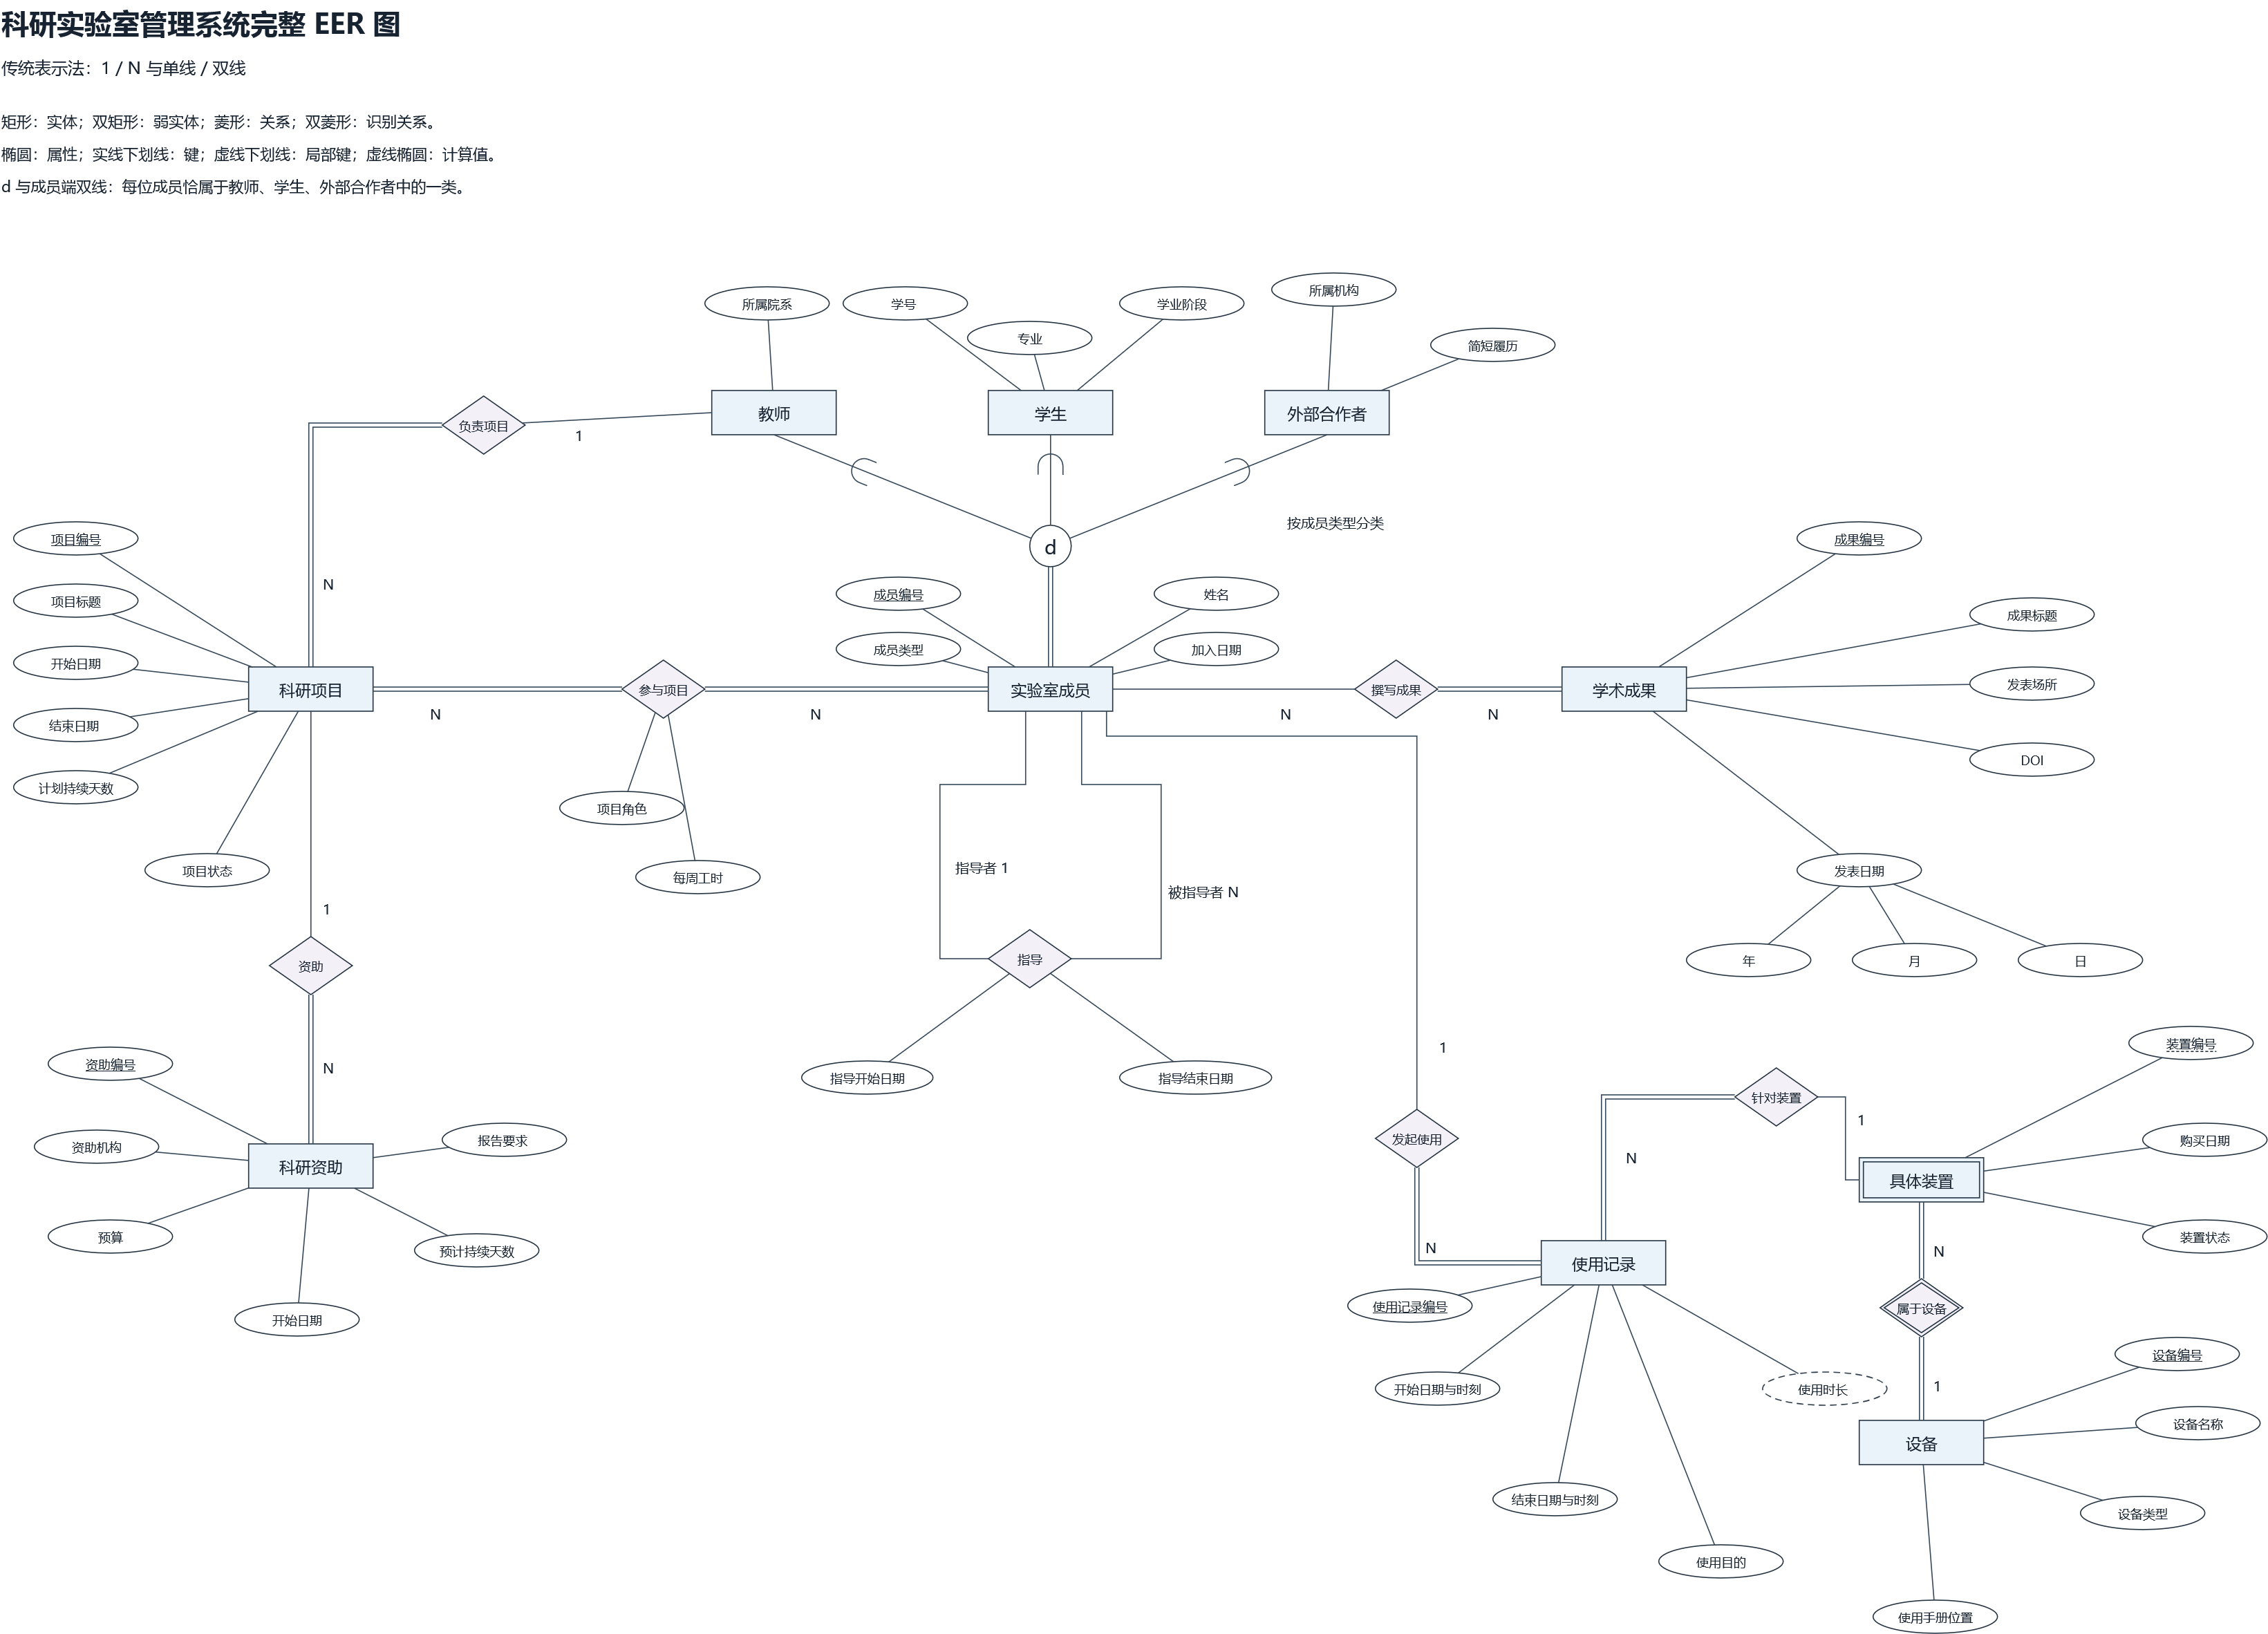 科研实验室管理系统完整 EER 图
传统表示法：1 / N 与单线 / 双线
矩形：实体；双矩形：弱实体；菱形：关系；双菱形：识别关系。
椭圆：属性；实线下划线：键；虚线下划线：局部键；虚线椭圆：计算值。
d 与成员端双线：每位成员恰属于教师、学生、外部合作者中的一类。
所属院系
学号
专业
学业阶段
所属机构
简短履历
负责项目
1
教师
学生
外部合作者
按成员类型分类
d
N
项目编号
项目标题
开始日期
结束日期
计划持续天数
项目状态
科研项目
N
参与项目
N
项目角色
每周工时
成员编号
成员类型
姓名
加入日期
实验室成员
N
撰写成果
N
学术成果
成果编号
成果标题
发表场所
DOI
发表日期
年
月
日
指导者 1
被指导者 N
指导
指导开始日期
指导结束日期
1
资助
N
资助编号
资助机构
预算
开始日期
预计持续天数
报告要求
科研资助
1
发起使用
N
使用记录
使用记录编号
开始日期与时刻
结束日期与时刻
使用目的
使用时长
N
针对装置
1
具体装置
装置编号
购买日期
装置状态
N
属于设备
1
设备
设备编号
设备名称
设备类型
使用手册位置